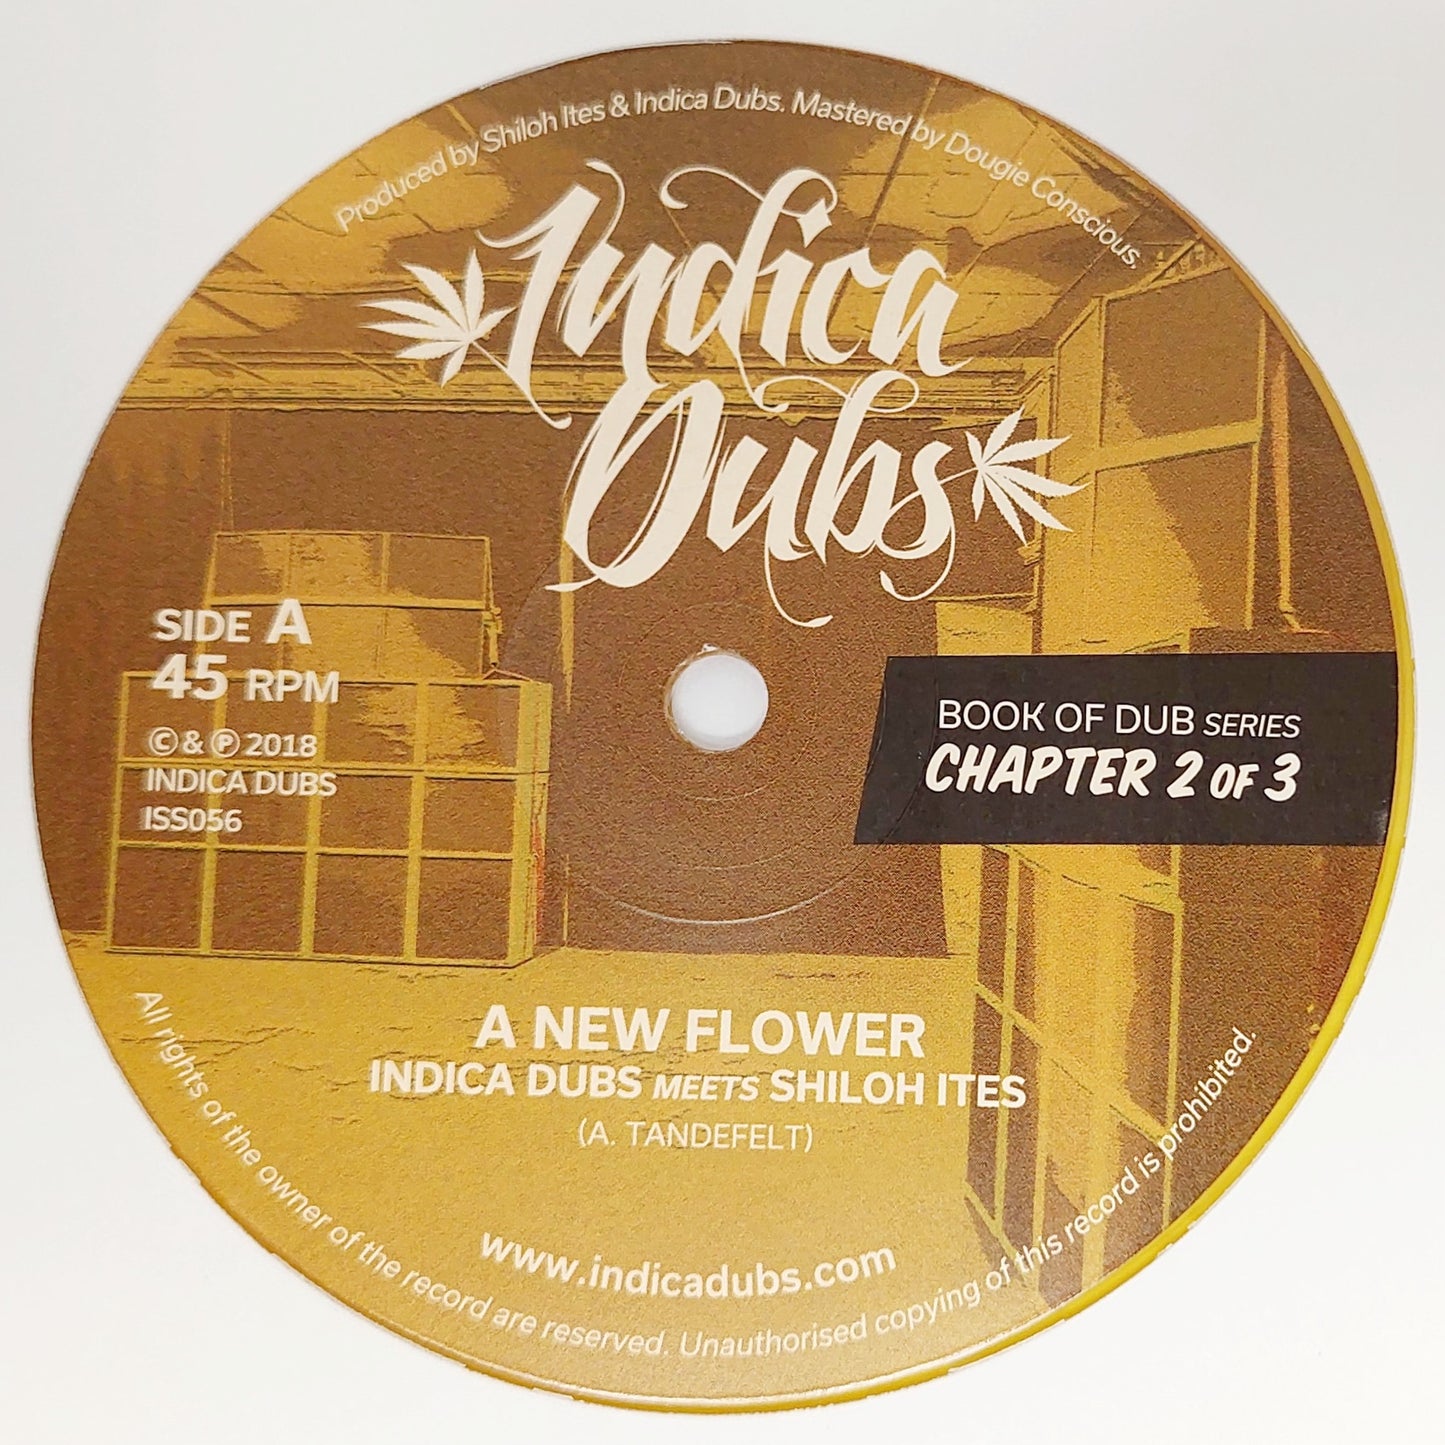 Produced by Shiloh Ites & Indica Dubs. Mastered by Dougie Conscious.
Indica
Dubs
SIDE A
45 RPM
© & ℗ 2018
INDICA DUBS
ISS056
BOOK OF DUB SERIES
CHAPTER 2 OF 3
A NEW FLOWER
INDICA DUBS MEETS SHILOH ITES
(A. TANDEFELT)
www.indicadubs.com
All rights of the owner of the record are reserved. Unauthorised copying of this record is prohibited.